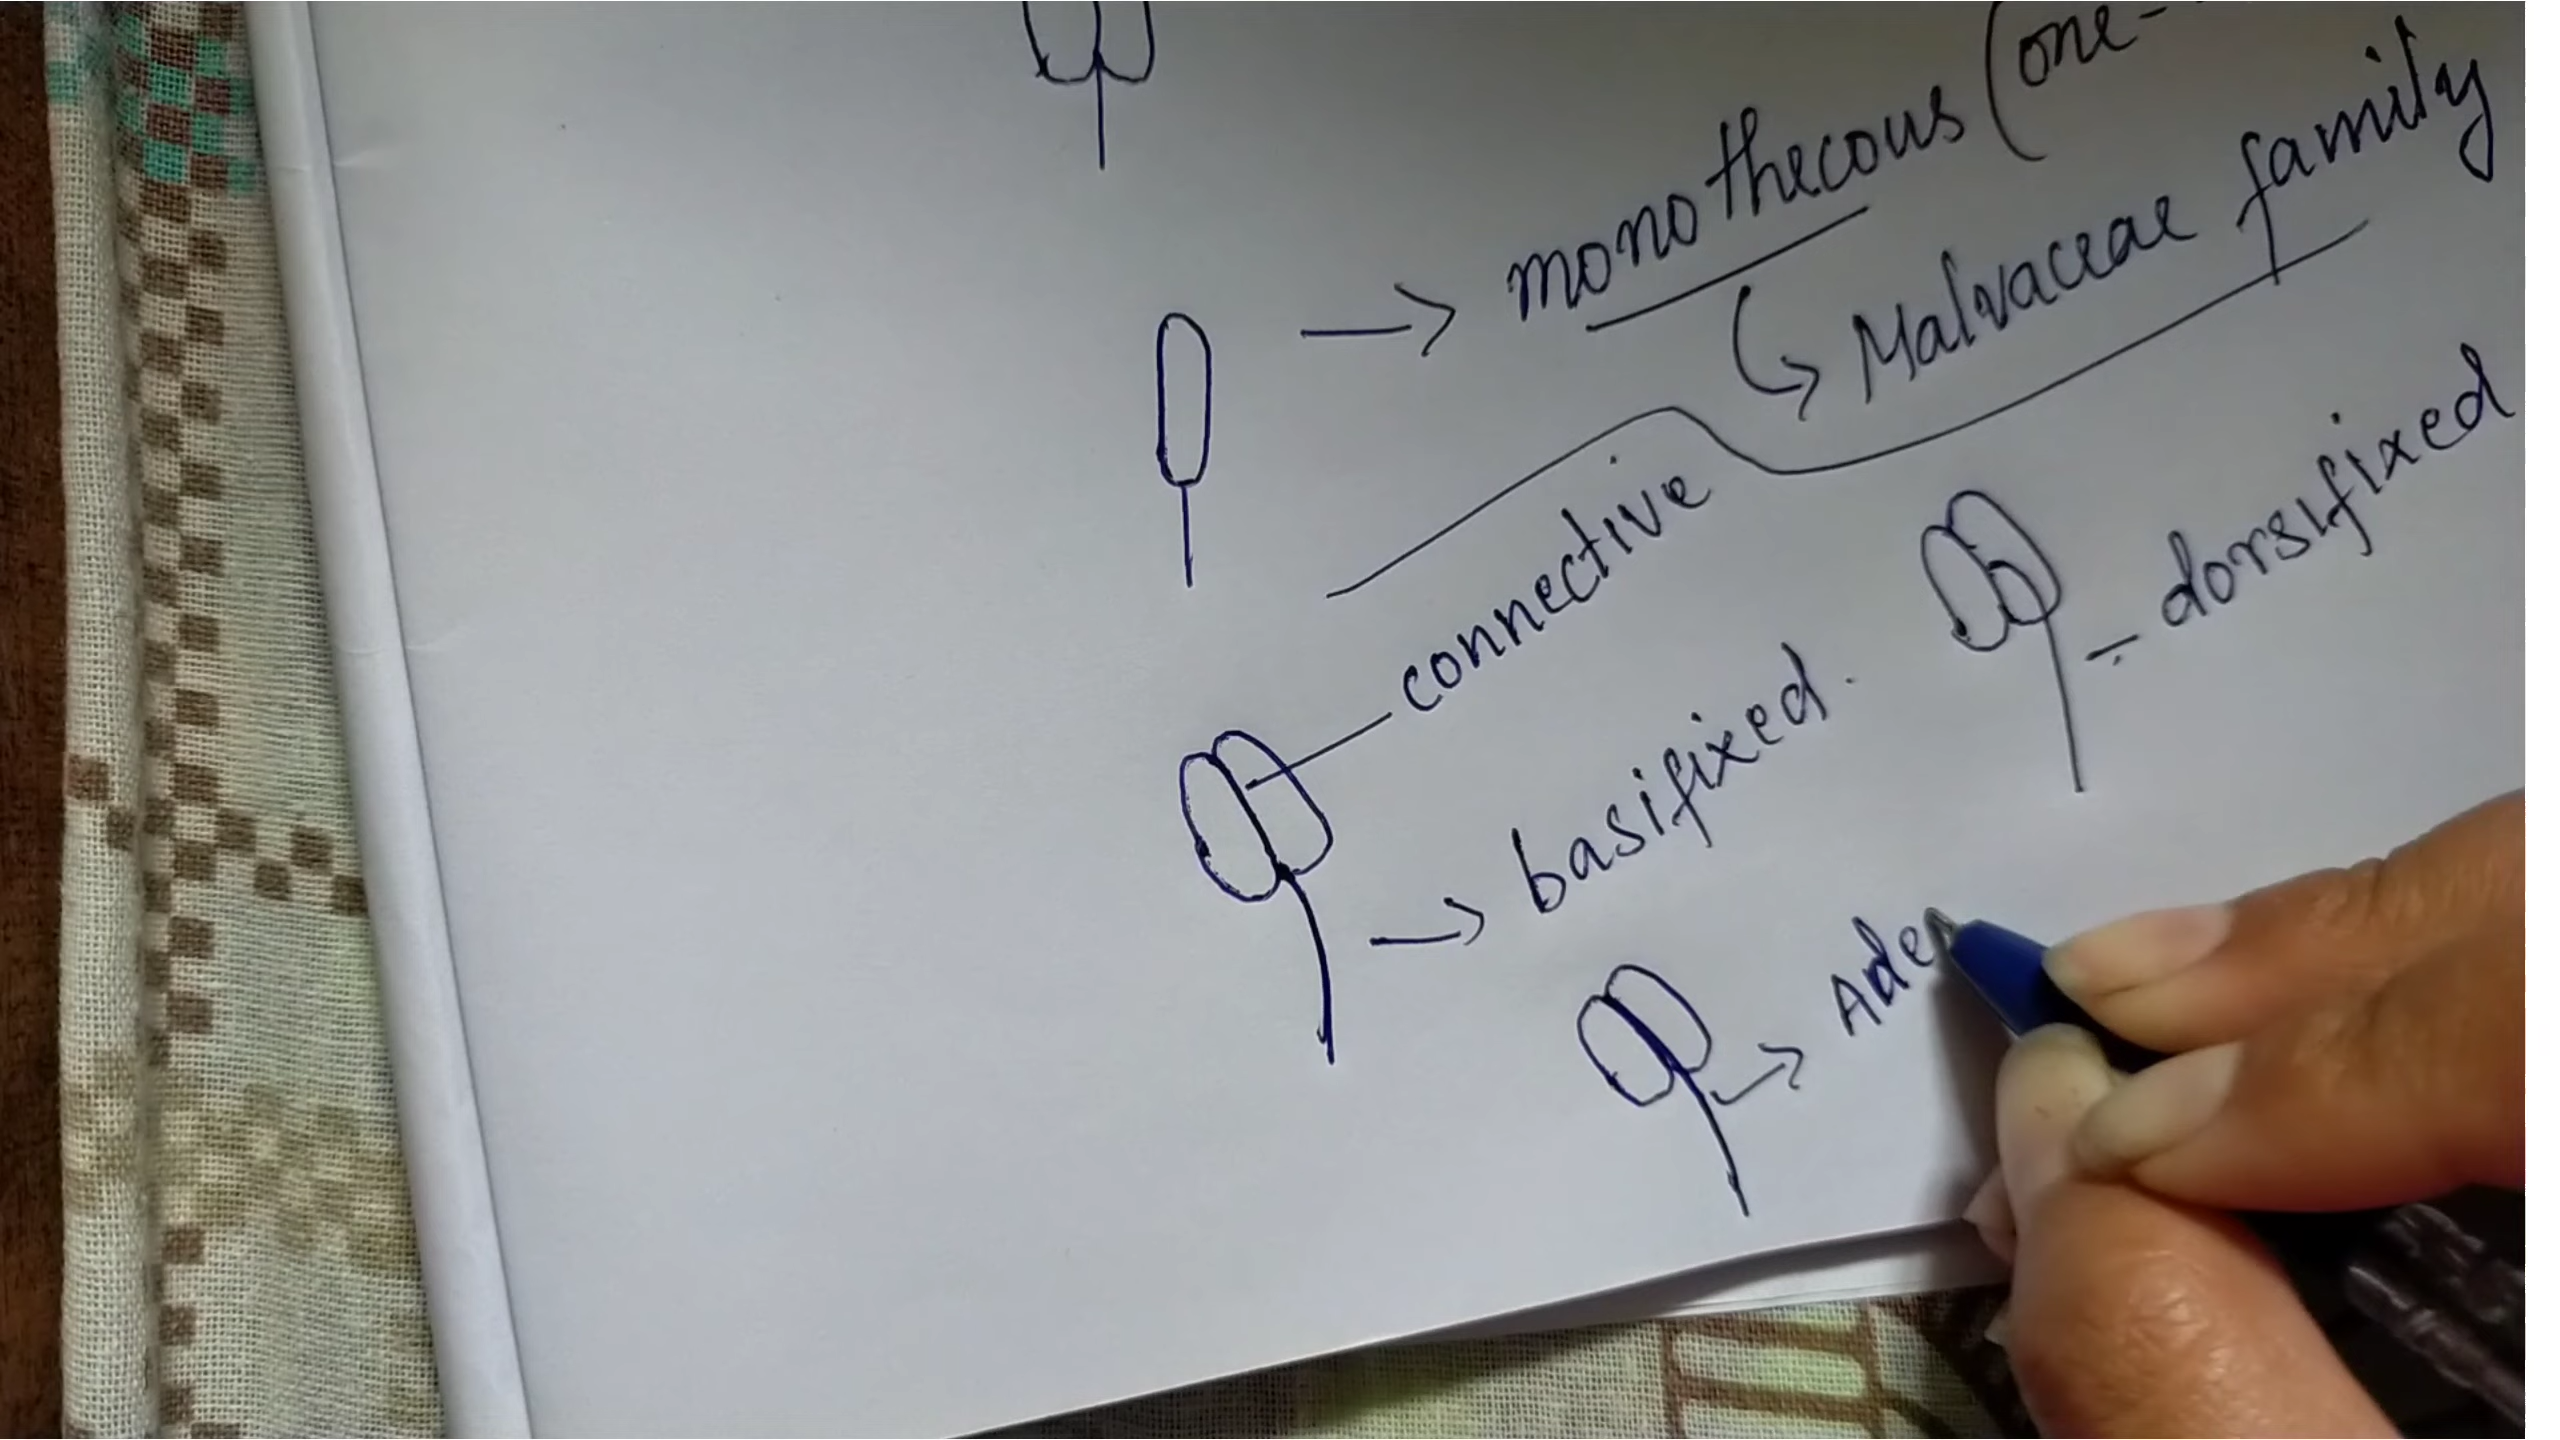 monothecous (one-
Malvaceae family
connective
dorsifixed
basifixed.
Ade